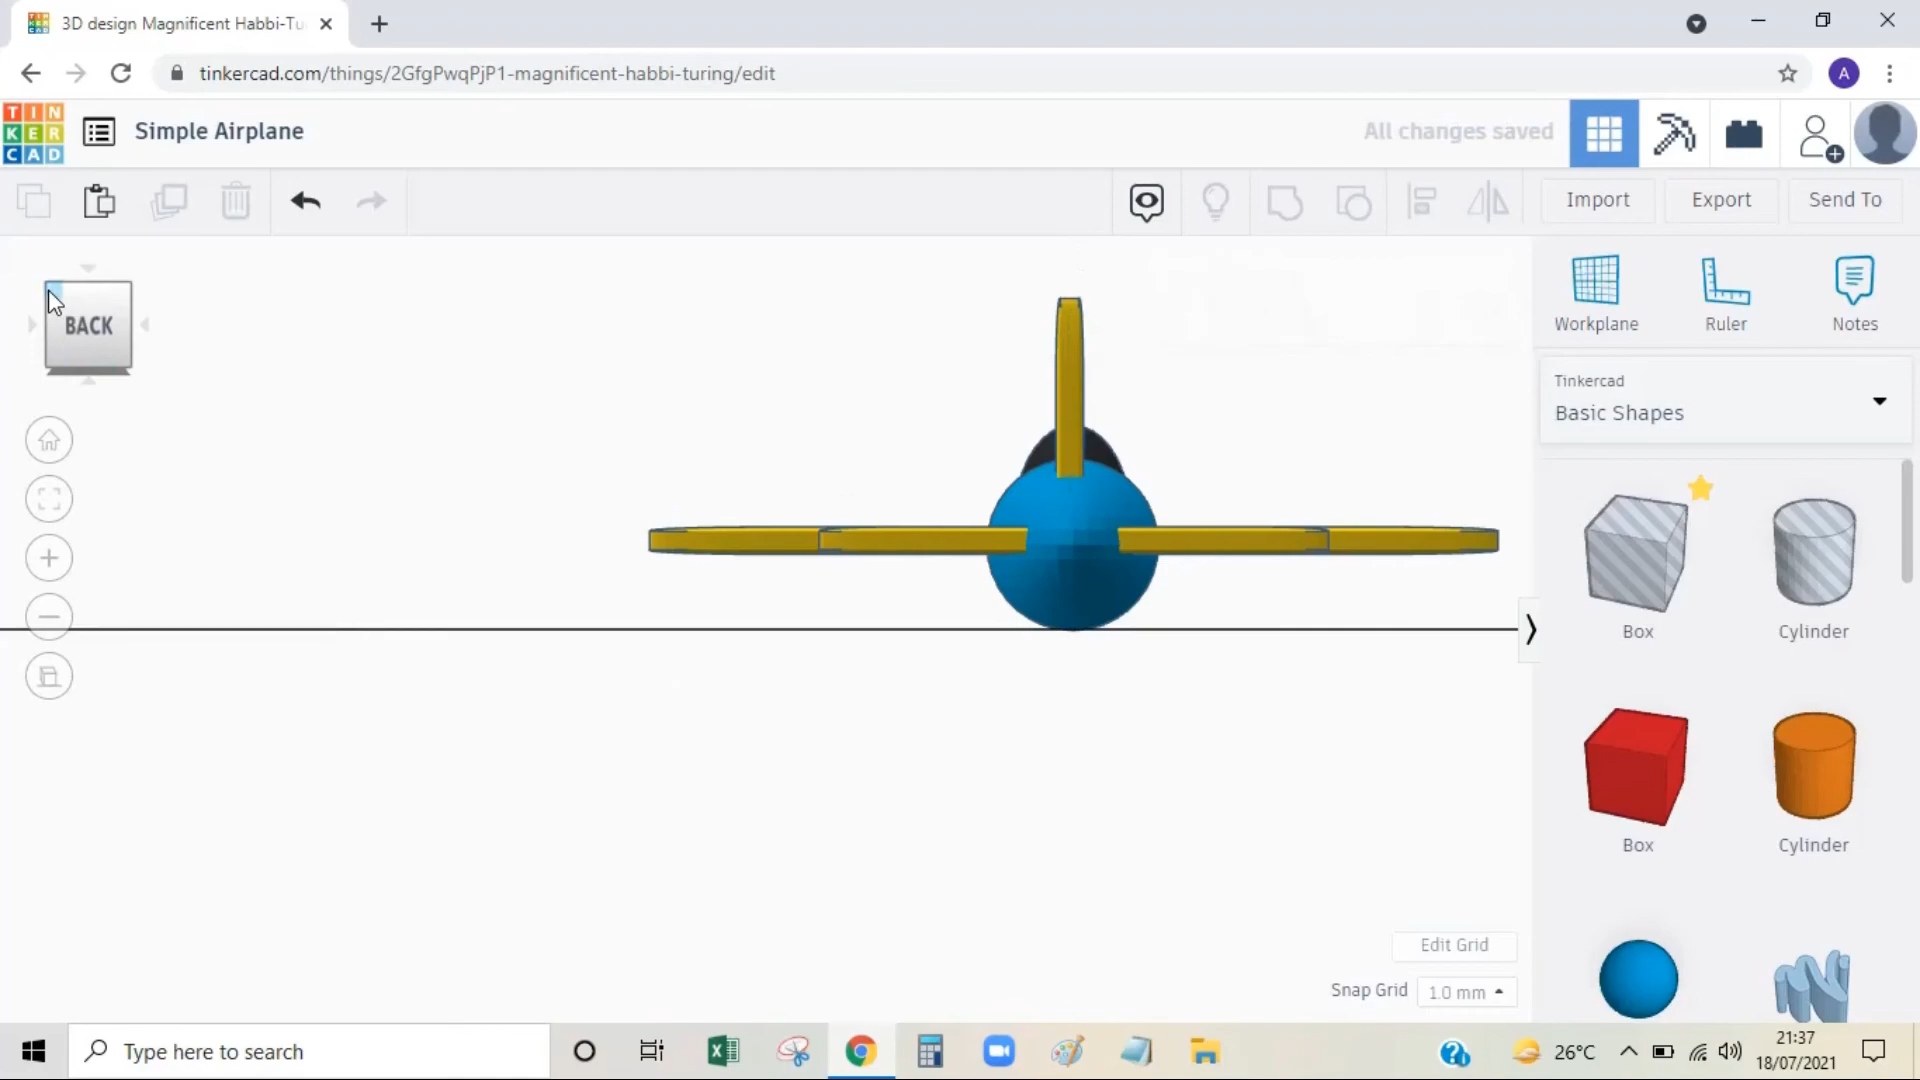 3D design Magnificent Habbi-Tu
tinkercad.com/things/2GfgPwqPjP1-magnificent-habbi-turing/edit
A
TIN
KER
CAD
Simple Airplane
All changes saved
Import
Export
Send To
BACK
Workplane
Ruler
Notes
Tinkercad
Basic Shapes
Box
Cylinder
Box
Cylinder
Edit Grid
Snap Grid
1.0 mm
Type here to search
26°C
21:37
18/07/2021